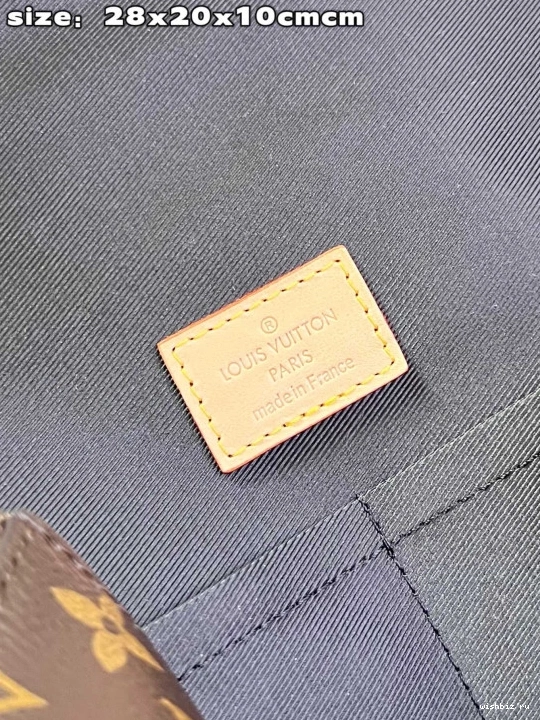 size：28x20x10cmcm
®
LOUIS VUITTON
PARIS
made in France
wishbiz.ru